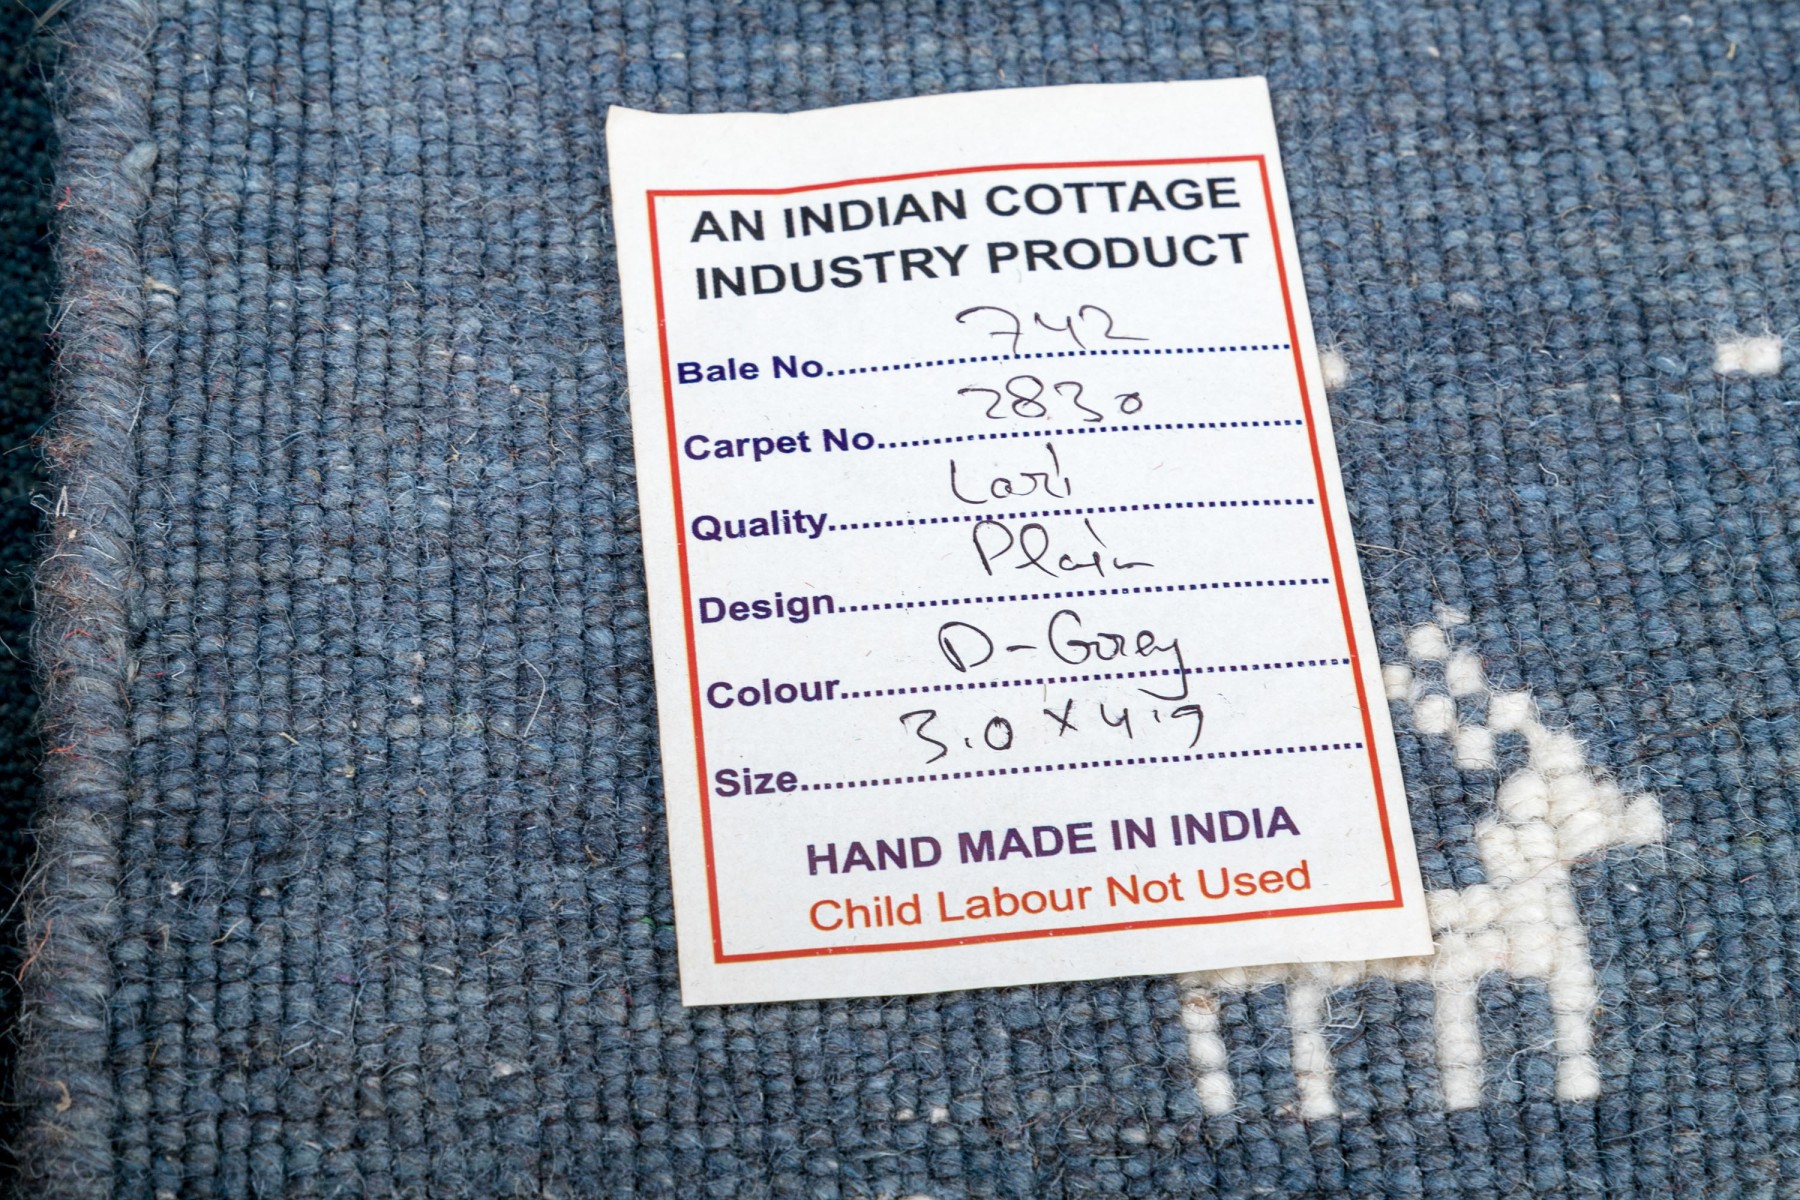 AN INDIAN COTTAGE
INDUSTRY PRODUCT
Bale No.......... 742
Carpet No.......... 2830
Quality.......... Lori
Design.......... Plain
Colour.......... D-Grey
Size.......... 3.0 X 4.9
HAND MADE IN INDIA
Child Labour Not Used